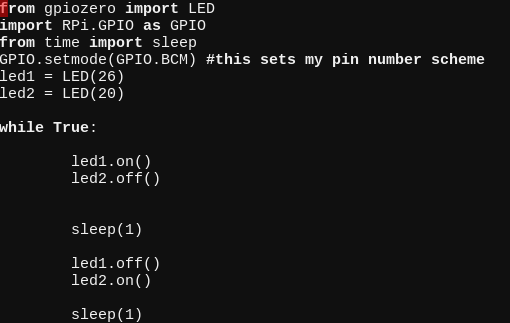 from gpiozero import LED
import RPi.GPIO as GPIO
from time import sleep
GPIO.setmode(GPIO.BCM) #this sets my pin number scheme
led1 = LED(26)
led2 = LED(20)
while True:
led1.on()
led2.off()
sleep(1)
led1.off()
led2.on()
sleep(1)